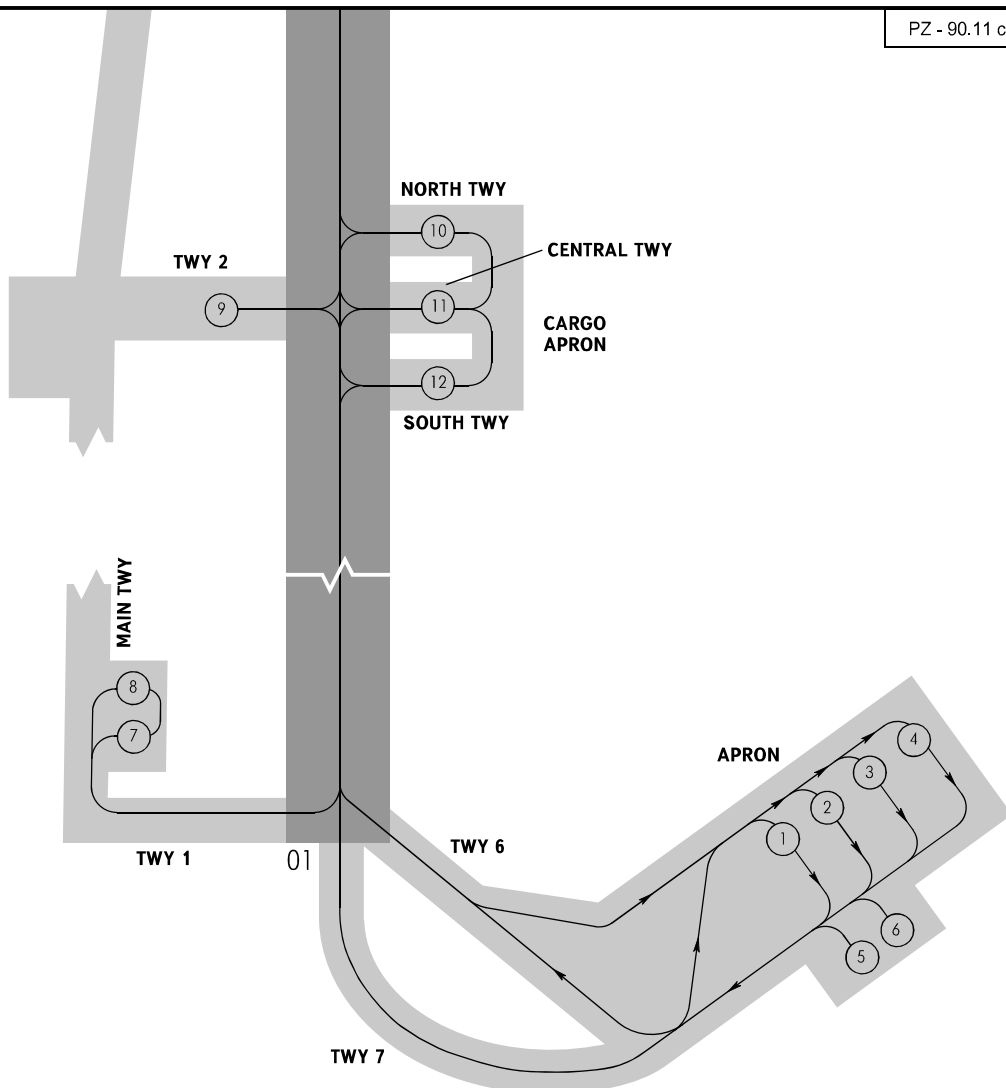 PZ - 90.11 c
NORTH TWY
10
CENTRAL TWY
TWY 2
9
11
CARGO
APRON
12
SOUTH TWY
MAIN TWY
8
7
APRON
4
3
2
1
TWY 6
TWY 1
01
6
5
TWY 7